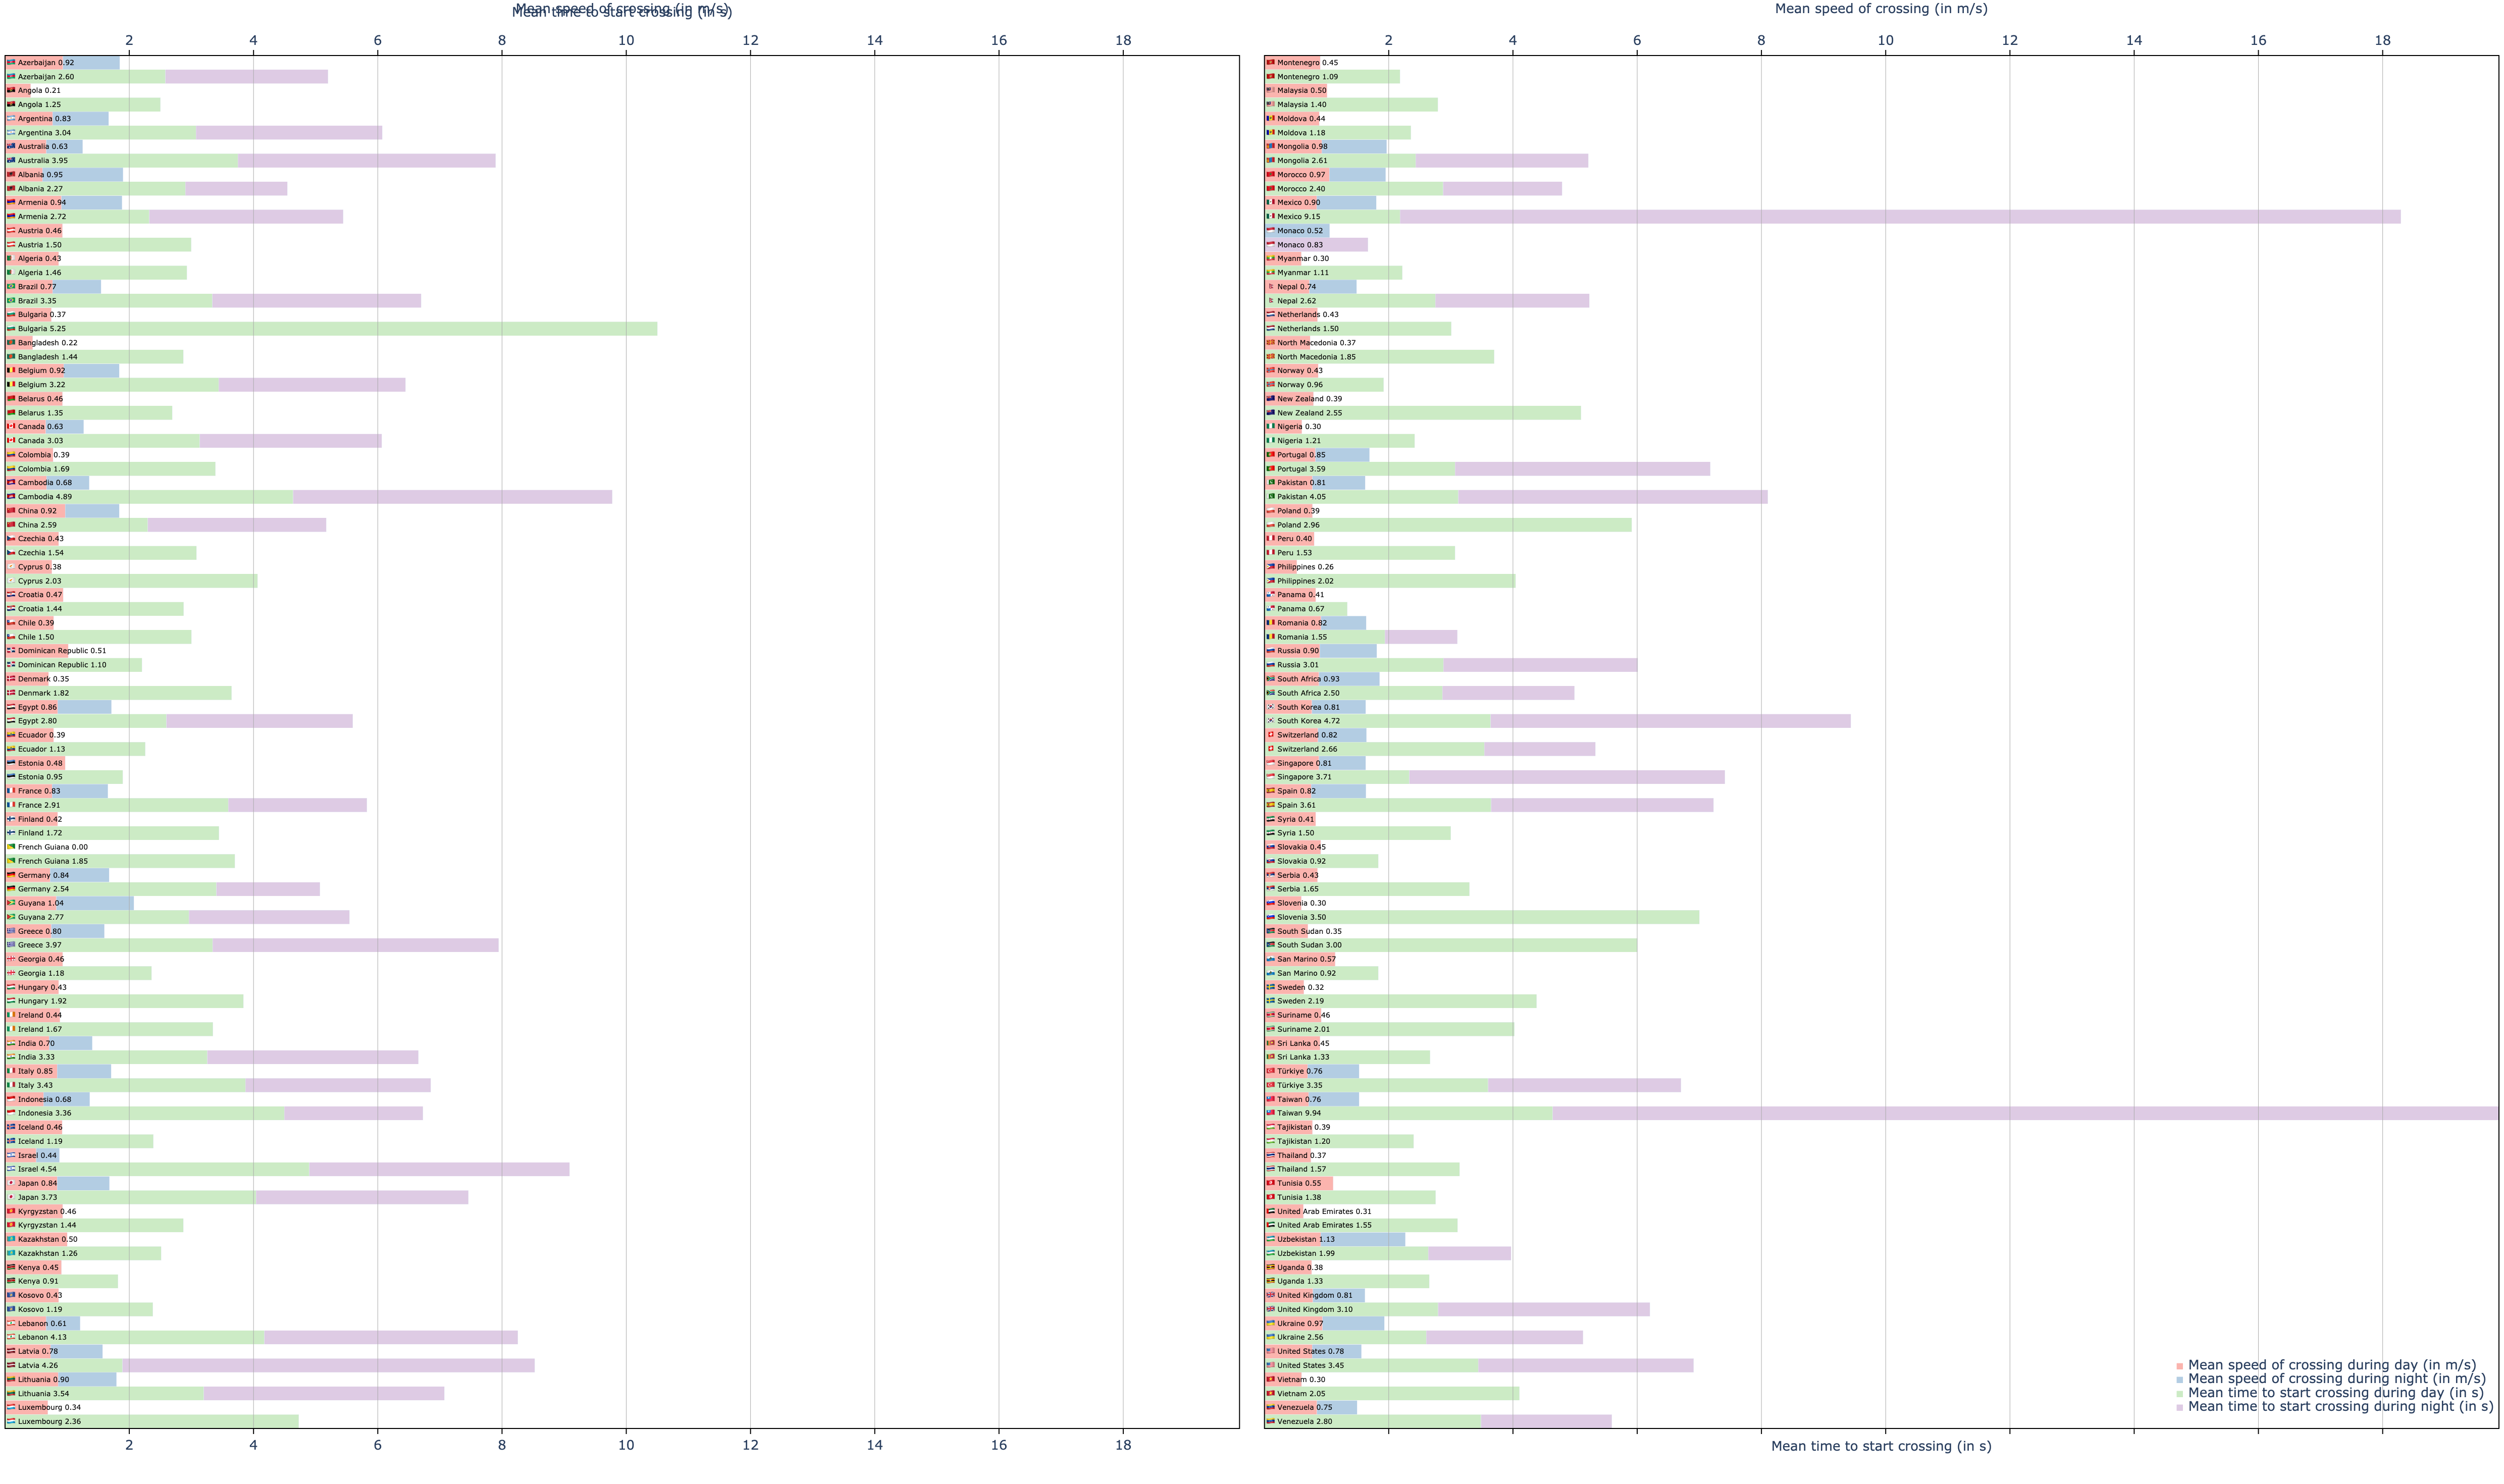 Mean speed of crossing (in m/s)
Mean time to start crossing (in s)
2 4 6 8 10 12 14 16 18
Azerbaijan 0.92
Azerbaijan 2.60
Angola 0.21
Angola 1.25
Argentina 0.83
Argentina 3.04
Australia 0.63
Australia 3.95
Albania 0.95
Albania 2.27
Armenia 0.94
Armenia 2.72
Austria 0.46
Austria 1.50
Algeria 0.43
Algeria 1.46
Brazil 0.77
Brazil 3.35
Bulgaria 0.37
Bulgaria 5.25
Bangladesh 0.22
Bangladesh 1.44
Belgium 0.92
Belgium 3.22
Belarus 0.46
Belarus 1.35
Canada 0.63
Canada 3.03
Colombia 0.39
Colombia 1.69
Cambodia 0.68
Cambodia 4.89
China 0.92
China 2.59
Czechia 0.43
Czechia 1.54
Cyprus 0.38
Cyprus 2.03
Croatia 0.47
Croatia 1.44
Chile 0.39
Chile 1.50
Dominican Republic 0.51
Dominican Republic 1.10
Denmark 0.35
Denmark 1.82
Egypt 0.86
Egypt 2.80
Ecuador 0.39
Ecuador 1.13
Estonia 0.48
Estonia 0.95
France 0.83
France 2.91
Finland 0.42
Finland 1.72
French Guiana 0.00
French Guiana 1.85
Germany 0.84
Germany 2.54
Guyana 1.04
Guyana 2.77
Greece 0.80
Greece 3.97
Georgia 0.46
Georgia 1.18
Hungary 0.43
Hungary 1.92
Ireland 0.44
Ireland 1.67
India 0.70
India 3.33
Italy 0.85
Italy 3.43
Indonesia 0.68
Indonesia 3.36
Iceland 0.46
Iceland 1.19
Israel 0.44
Israel 4.54
Japan 0.84
Japan 3.73
Kyrgyzstan 0.46
Kyrgyzstan 1.44
Kazakhstan 0.50
Kazakhstan 1.26
Kenya 0.45
Kenya 0.91
Kosovo 0.43
Kosovo 1.19
Lebanon 0.61
Lebanon 4.13
Latvia 0.78
Latvia 4.26
Lithuania 0.90
Lithuania 3.54
Luxembourg 0.34
Luxembourg 2.36
2 4 6 8 10 12 14 16 18
Mean speed of crossing (in m/s)
2 4 6 8 10 12 14 16 18
Montenegro 0.45
Montenegro 1.09
Malaysia 0.50
Malaysia 1.40
Moldova 0.44
Moldova 1.18
Mongolia 0.98
Mongolia 2.61
Morocco 0.97
Morocco 2.40
Mexico 0.90
Mexico 9.15
Monaco 0.52
Monaco 0.83
Myanmar 0.30
Myanmar 1.11
Nepal 0.74
Nepal 2.62
Netherlands 0.43
Netherlands 1.50
North Macedonia 0.37
North Macedonia 1.85
Norway 0.43
Norway 0.96
New Zealand 0.39
New Zealand 2.55
Nigeria 0.30
Nigeria 1.21
Portugal 0.85
Portugal 3.59
Pakistan 0.81
Pakistan 4.05
Poland 0.39
Poland 2.96
Peru 0.40
Peru 1.53
Philippines 0.26
Philippines 2.02
Panama 0.41
Panama 0.67
Romania 0.82
Romania 1.55
Russia 0.90
Russia 3.01
South Africa 0.93
South Africa 2.50
South Korea 0.81
South Korea 4.72
Switzerland 0.82
Switzerland 2.66
Singapore 0.81
Singapore 3.71
Spain 0.82
Spain 3.61
Syria 0.41
Syria 1.50
Slovakia 0.45
Slovakia 0.92
Serbia 0.43
Serbia 1.65
Slovenia 0.30
Slovenia 3.50
South Sudan 0.35
South Sudan 3.00
San Marino 0.57
San Marino 0.92
Sweden 0.32
Sweden 2.19
Suriname 0.46
Suriname 2.01
Sri Lanka 0.45
Sri Lanka 1.33
Türkiye 0.76
Türkiye 3.35
Taiwan 0.76
Taiwan 9.94
Tajikistan 0.39
Tajikistan 1.20
Thailand 0.37
Thailand 1.57
Tunisia 0.55
Tunisia 1.38
United Arab Emirates 0.31
United Arab Emirates 1.55
Uzbekistan 1.13
Uzbekistan 1.99
Uganda 0.38
Uganda 1.33
United Kingdom 0.81
United Kingdom 3.10
Ukraine 0.97
Ukraine 2.56
United States 0.78
United States 3.45
Vietnam 0.30
Vietnam 2.05
Venezuela 0.75
Venezuela 2.80
Mean speed of crossing during day (in m/s)
Mean speed of crossing during night (in m/s)
Mean time to start crossing during day (in s)
Mean time to start crossing during night (in s)
Mean time to start crossing (in s)